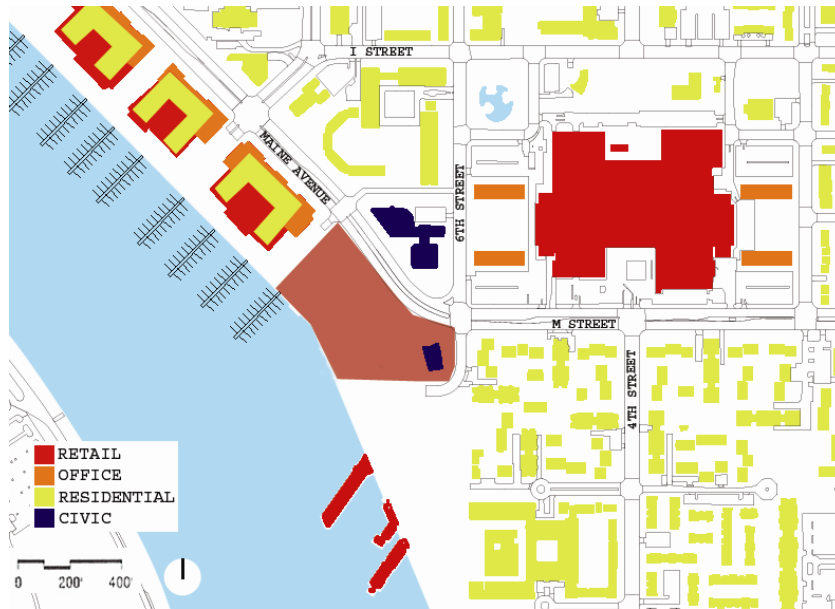 I STREET
MAINE AVENUE
6TH STREET
M STREET
4TH STREET
RETAIL
OFFICE
RESIDENTIAL
CIVIC
0 200' 400'